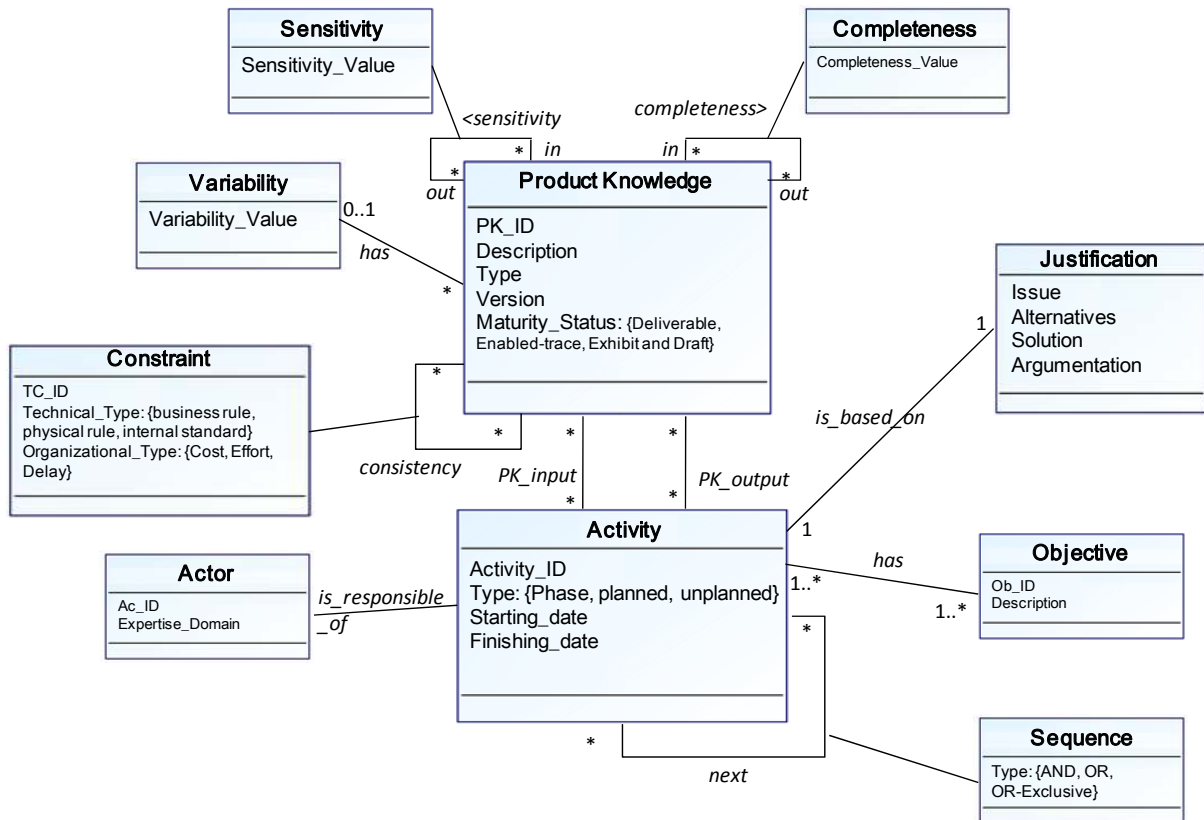 Sensitivity
Sensitivity_Value
Completeness
Completeness_Value
<sensitivity
completeness>
*
in
in
*
*
out
*
out
Variability
Variability_Value
0..1
has
*
Product Knowledge
PK_ID
Description
Type
Version
Maturity_Status: {Deliverable,
Enabled-trace, Exhibit and Draft}
Justification
Issue
Alternatives
Solution
Argumentation
1
is_based_on
1
Constraint
TC_ID
Technical_Type: {business rule,
physical rule, internal standard}
Organizational_Type: {Cost, Effort,
Delay}
*
*
consistency
*
*
PK_input
PK_output
*
*
Activity
Activity_ID
Type: {Phase, planned, unplanned}
Starting_date
Finishing_date
Actor
Ac_ID
Expertise_Domain
is_responsible
_of
has
1..*
1..*
Objective
Ob_ID
Description
*
*
next
Sequence
Type: {AND, OR,
OR-Exclusive}